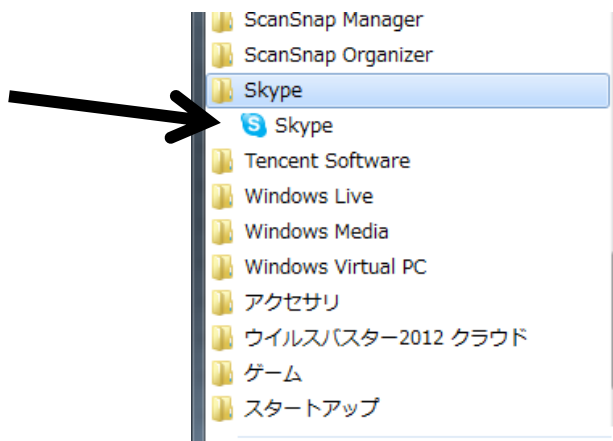 ScanSnap Manager
ScanSnap Organizer
Skype
Skype
Tencent Software
Windows Live
Windows Media
Windows Virtual PC
アクセサリ
ウイルスバスター2012 クラウド
ゲーム
スタートアップ